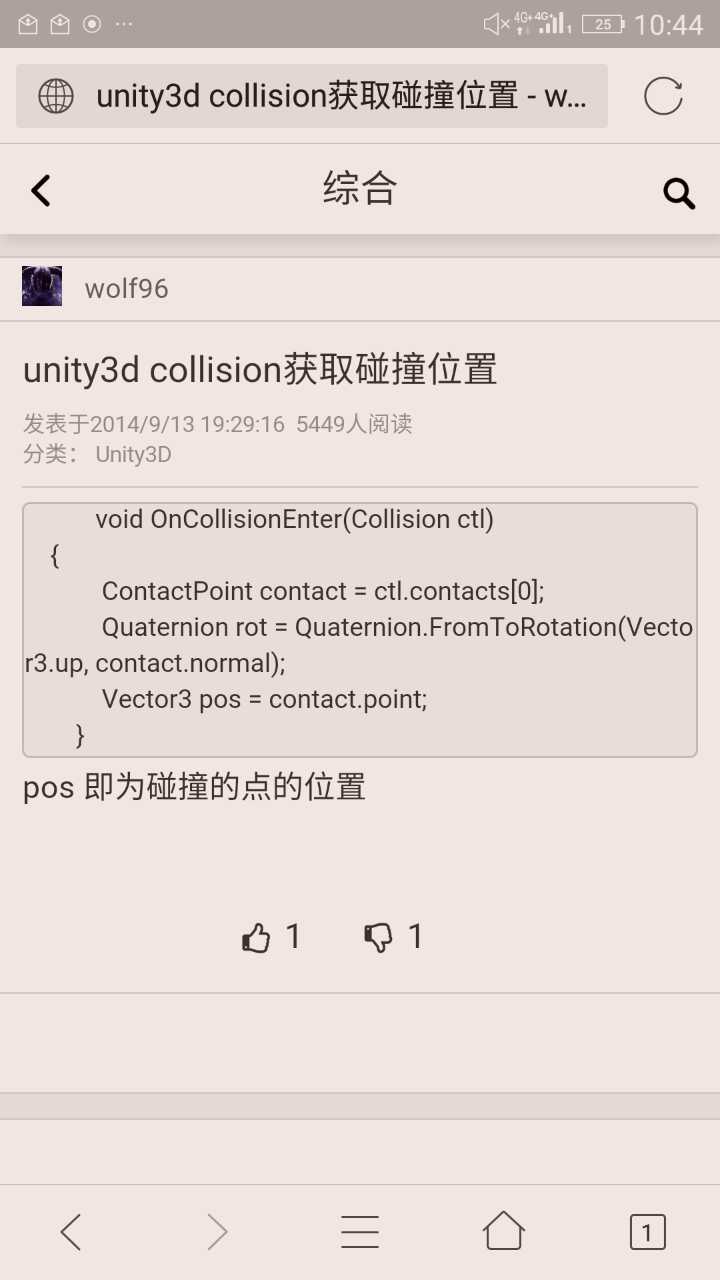 4G+ 4G+ 1 25 10:44
unity3d collision获取碰撞位置 - w...
综合
wolf96
unity3d collision获取碰撞位置
发表于2014/9/13 19:29:16 5449人阅读
分类： Unity3D
void OnCollisionEnter(Collision ctl)
{
ContactPoint contact = ctl.contacts[0];
Quaternion rot = Quaternion.FromToRotation(Vecto
r3.up, contact.normal);
Vector3 pos = contact.point;
}
pos 即为碰撞的点的位置
1 1
1